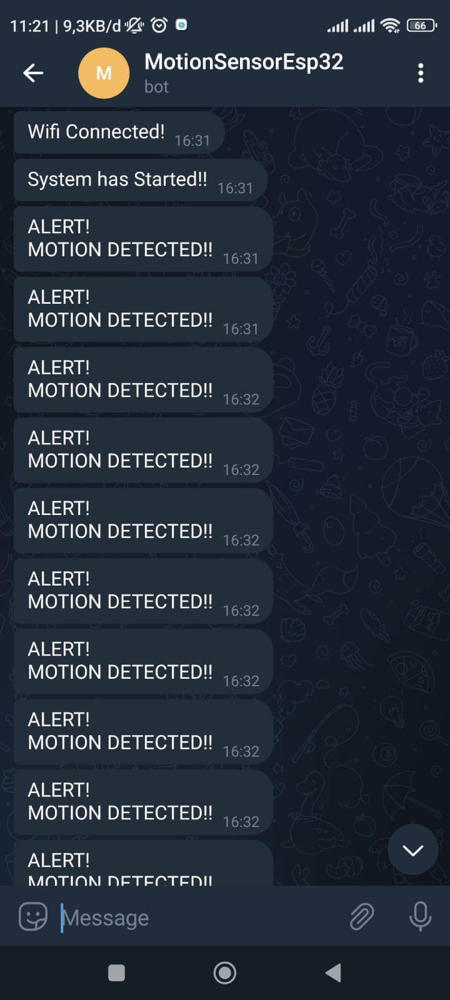 11:21 | 9,3KB/d
66
M
MotionSensorEsp32
bot
Wifi Connected! 16:31
System has Started!! 16:31
ALERT!
MOTION DETECTED!! 16:31
ALERT!
MOTION DETECTED!! 16:31
ALERT!
MOTION DETECTED!! 16:32
ALERT!
MOTION DETECTED!! 16:32
ALERT!
MOTION DETECTED!! 16:32
ALERT!
MOTION DETECTED!! 16:32
ALERT!
MOTION DETECTED!! 16:32
ALERT!
MOTION DETECTED!! 16:32
ALERT!
MOTION DETECTED!! 16:32
ALERT!
MOTION DETECTED!!
Message